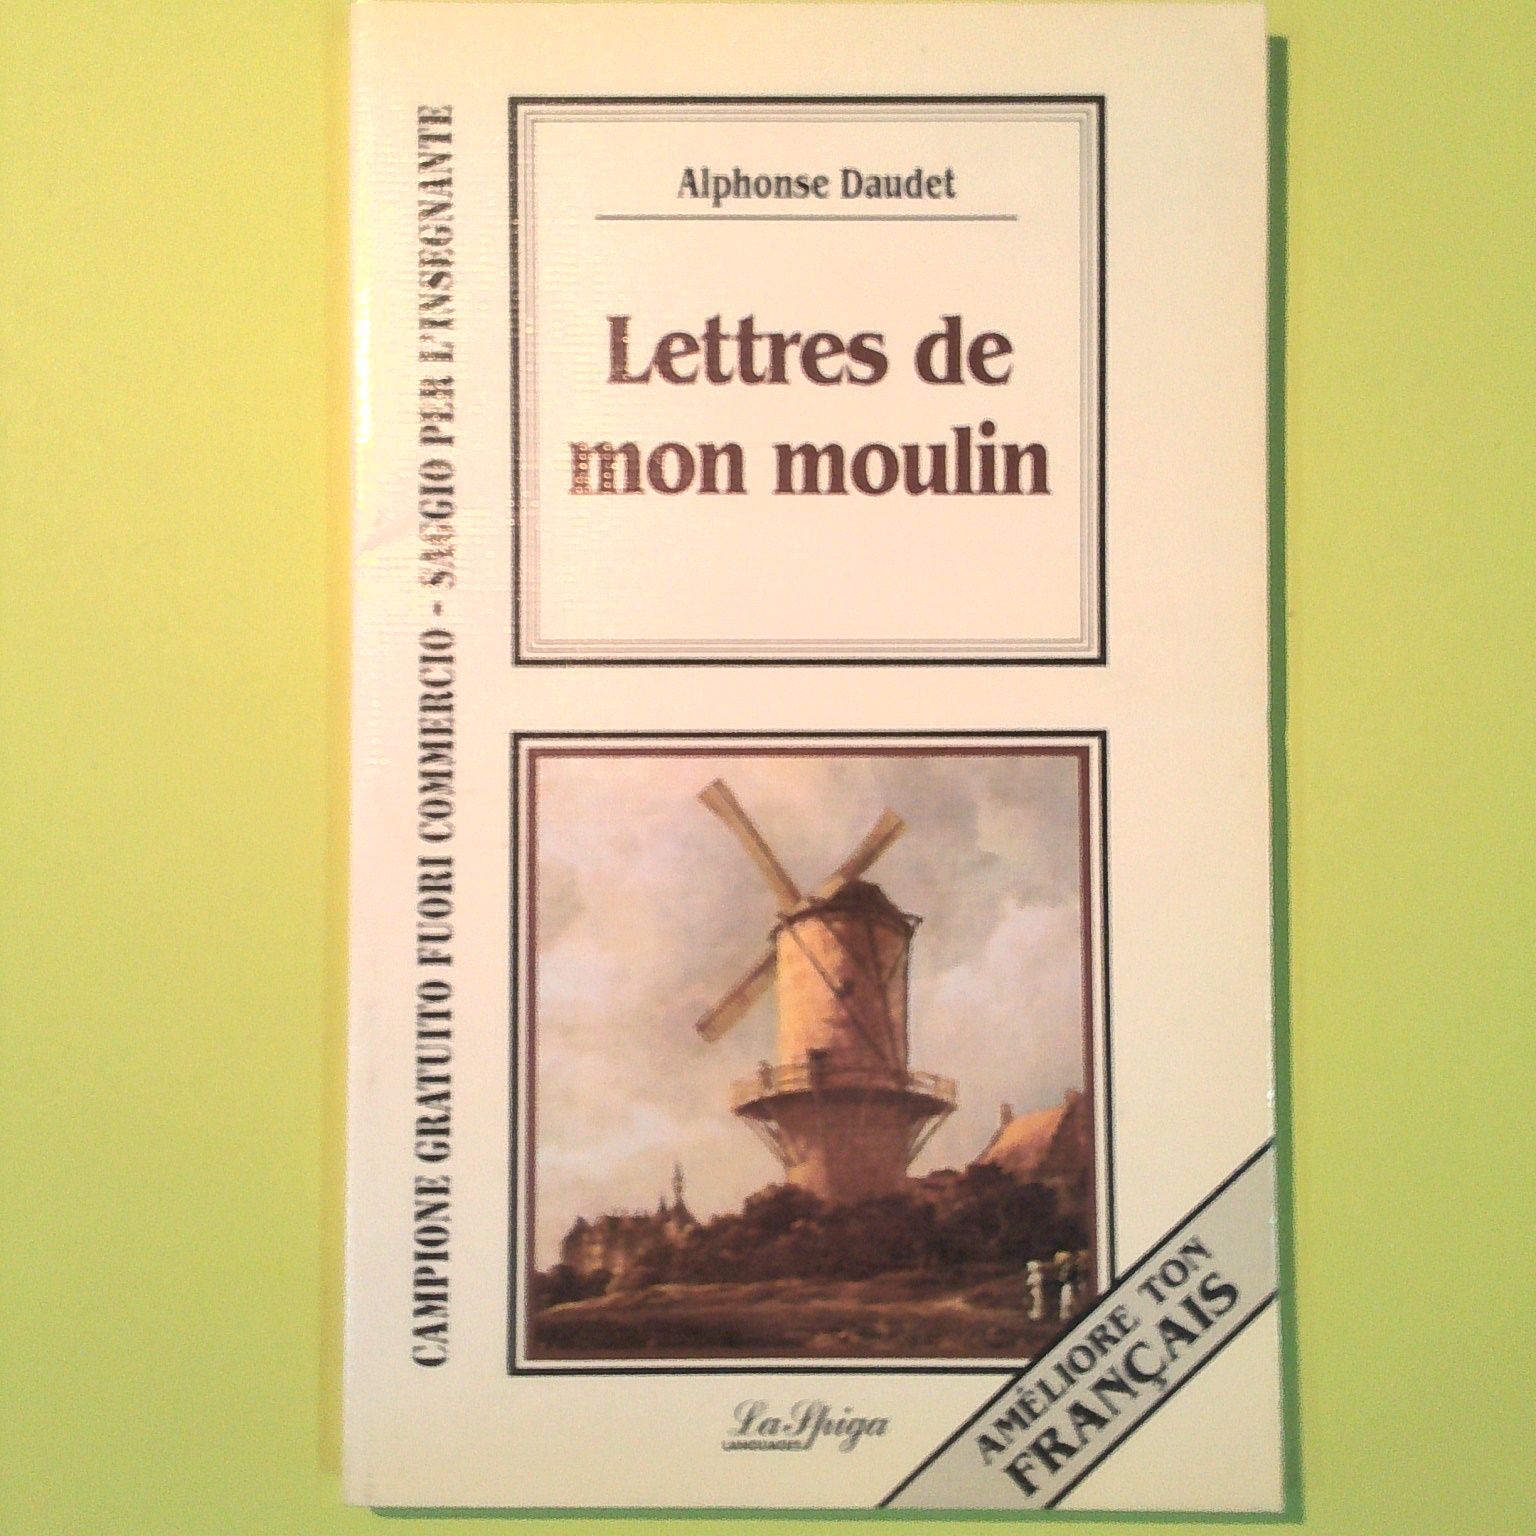 CAMPIONE GRATUITO FUORI COMMERCIO - SAGGIO PER L'INSEGNANTE
Alphonse Daudet
Lettres de
mon moulin
La Spiga
LANGUAGES
AMÉLIORE TON
FRANÇAIS